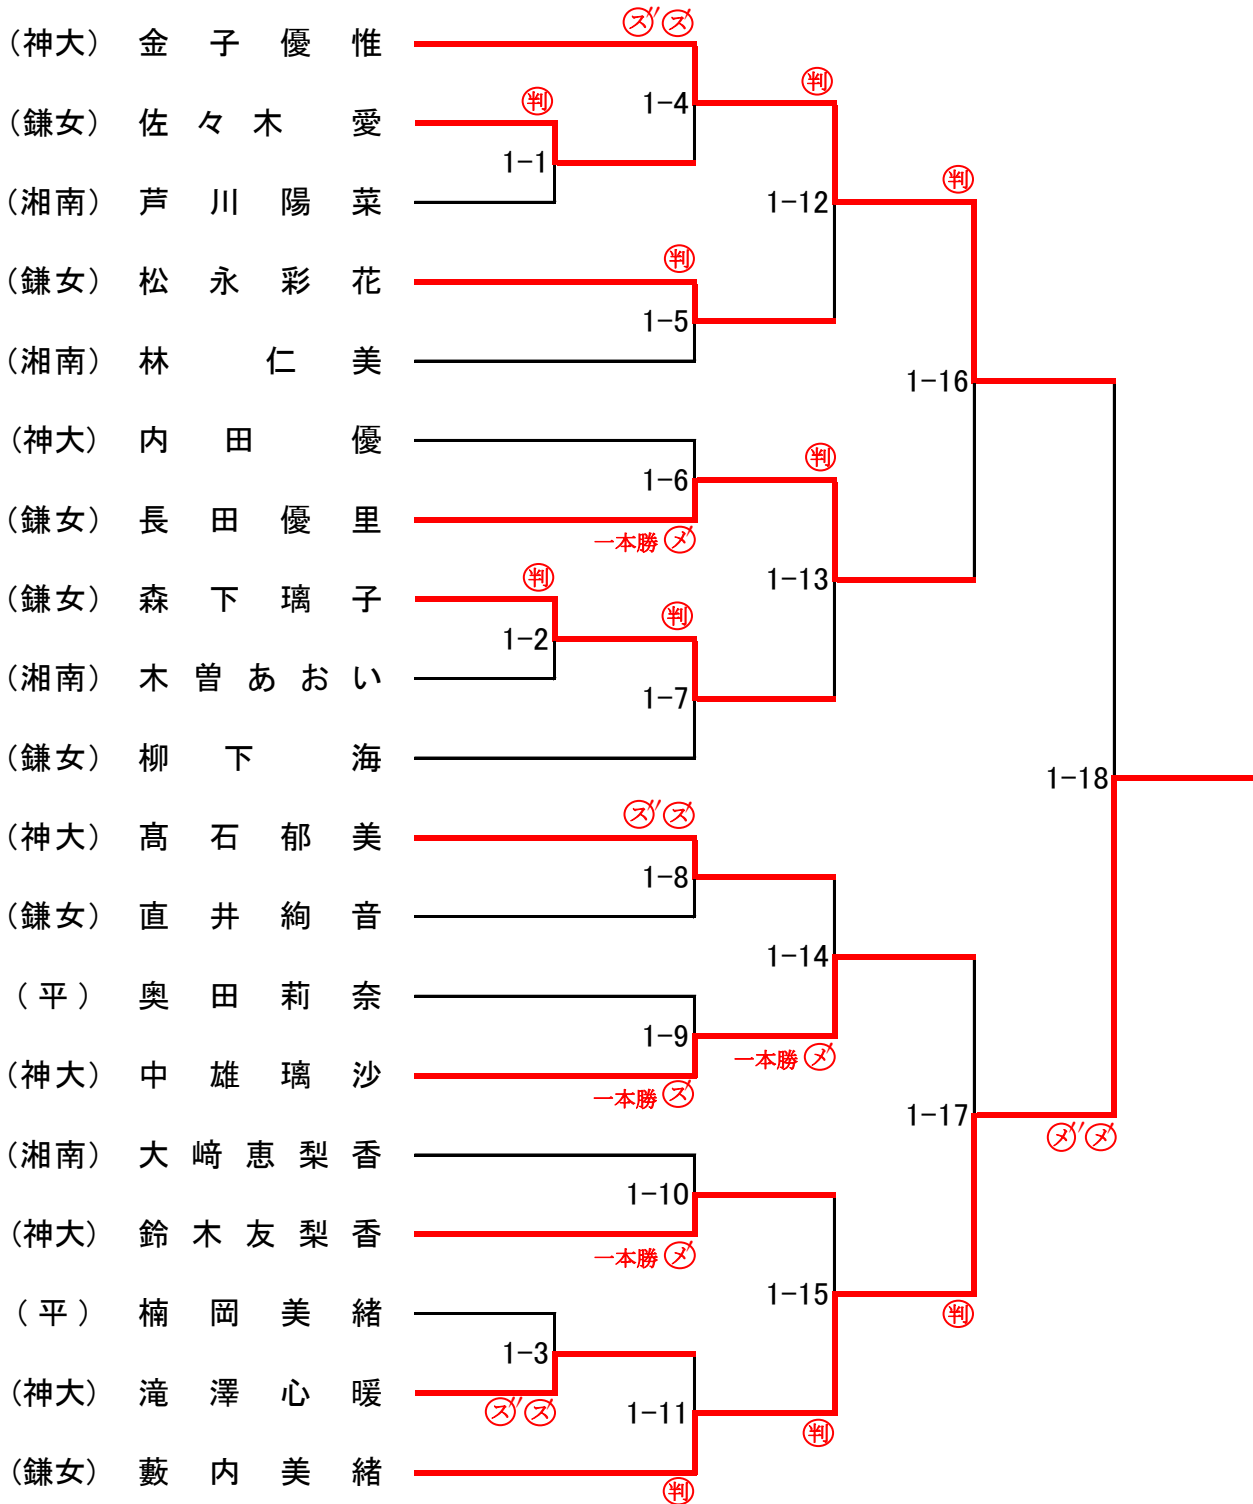 ズズ
(神大) 金子優惟
判
1-4
判
(鎌女) 佐々木愛
1-1
判
(湘南) 芦川陽菜
1-12
判
(鎌女) 松永彩花
1-5
(湘南) 林仁美
1-16
(神大) 内田優
判
1-6
(鎌女) 長田優里
一本勝 メ
判
1-13
(鎌女) 森下璃子
判
1-2
(湘南) 木曽あおい
1-7
(鎌女) 柳下海
1-18
ズズ
(神大) 髙石郁美
1-8
(鎌女) 直井絢音
1-14
(平) 奥田莉奈
1-9
一本勝 メ
(神大) 中雄璃沙
一本勝 ズ
1-17
メメ
(湘南) 大﨑恵梨香
1-10
(神大) 鈴木友梨香
一本勝 メ
1-15
判
(平) 楠岡美緒
1-3
(神大) 滝澤心暖
ズズ
1-11
判
(鎌女) 藪内美緒
判